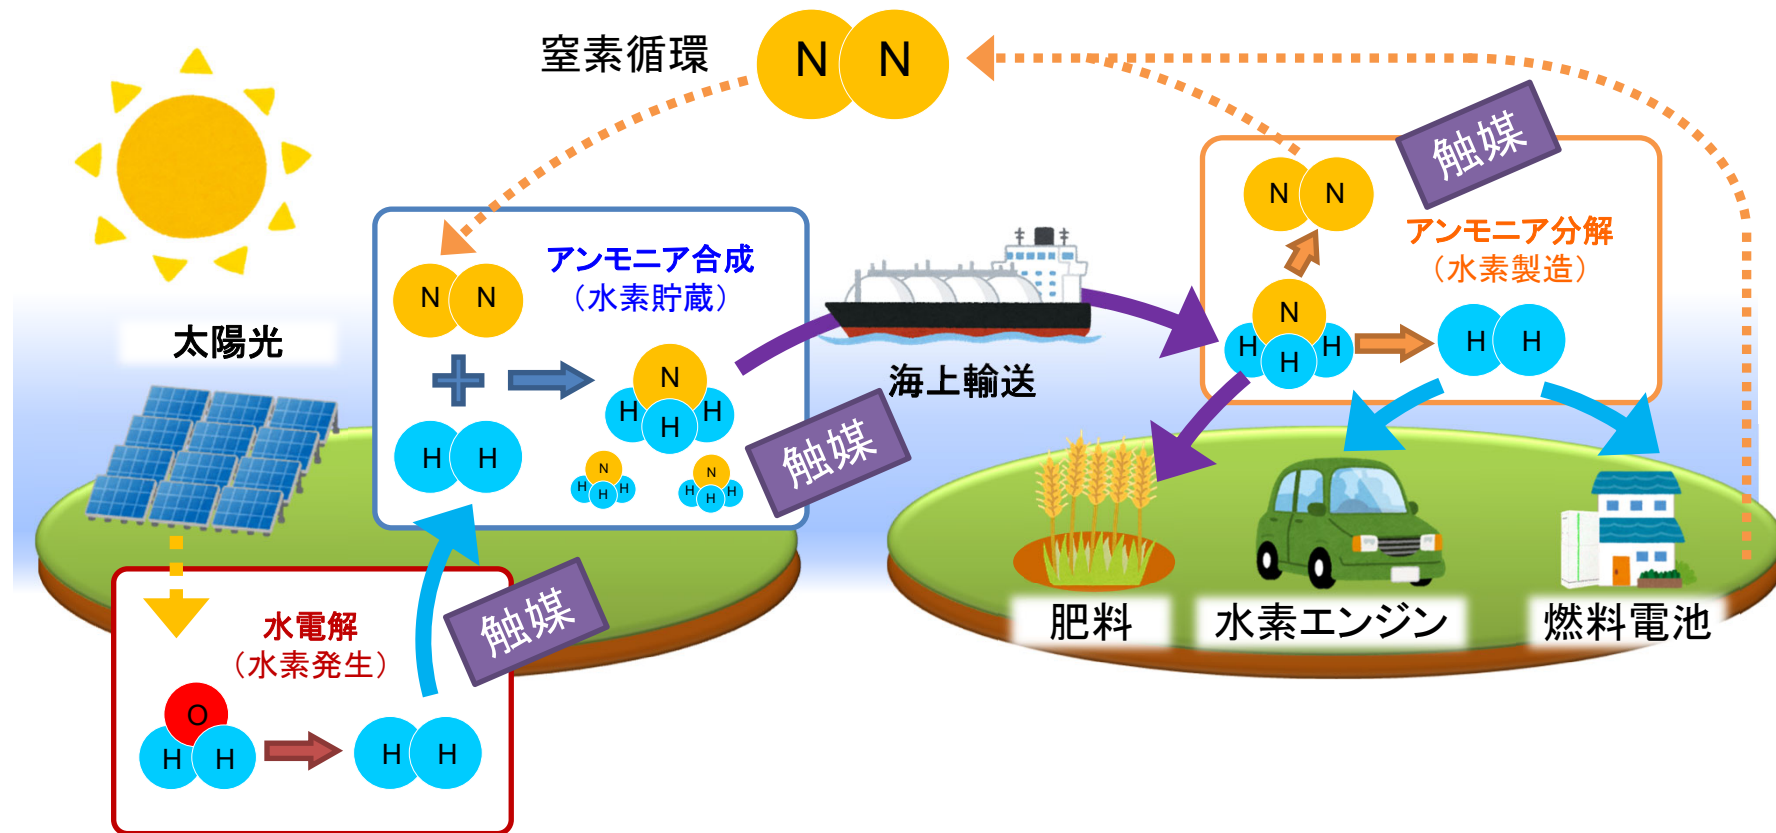 窒素循環
N N
太陽光
アンモニア合成
（水素貯蔵）
N N
N
H H H
H H
N
H H H
N
H H H
触媒
海上輸送
触媒
アンモニア分解
（水素製造）
N N
N
H H H
H H
水電解
（水素発生）
触媒
O
H H
H H
肥料
水素エンジン
燃料電池